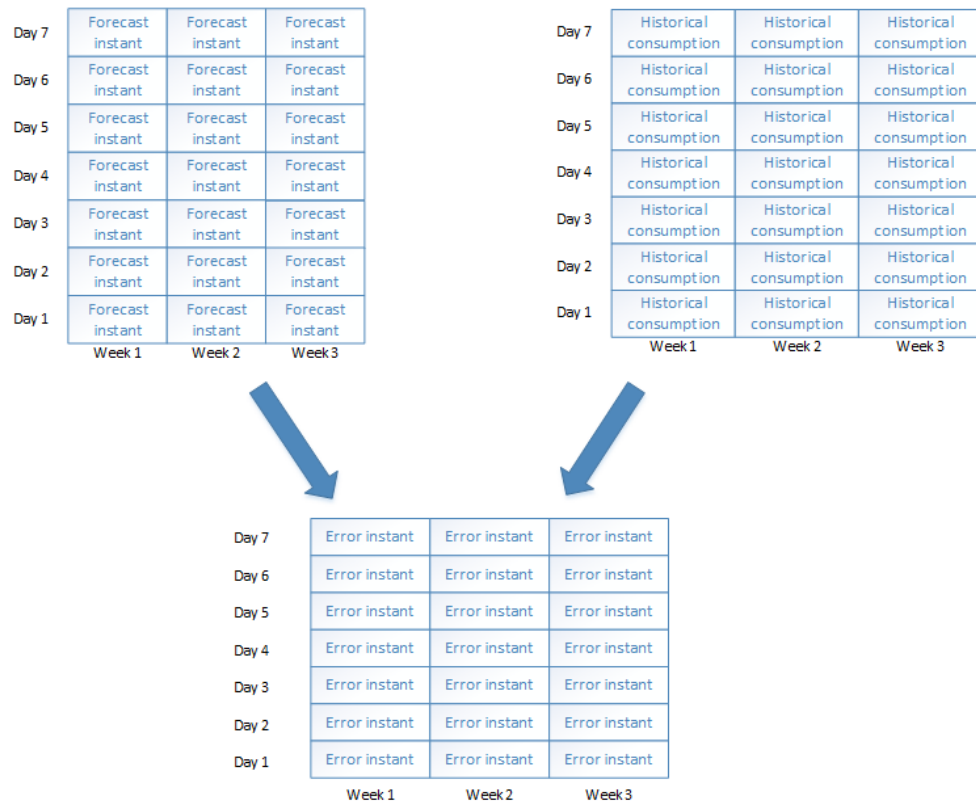 Day 7
Forecast instant
Forecast instant
Forecast instant
Day 6
Forecast instant
Forecast instant
Forecast instant
Day 5
Forecast instant
Forecast instant
Forecast instant
Day 4
Forecast instant
Forecast instant
Forecast instant
Day 3
Forecast instant
Forecast instant
Forecast instant
Day 2
Forecast instant
Forecast instant
Forecast instant
Day 1
Forecast instant
Forecast instant
Forecast instant
Week 1 Week 2 Week 3
Day 7
Historical consumption
Historical consumption
Historical consumption
Day 6
Historical consumption
Historical consumption
Historical consumption
Day 5
Historical consumption
Historical consumption
Historical consumption
Day 4
Historical consumption
Historical consumption
Historical consumption
Day 3
Historical consumption
Historical consumption
Historical consumption
Day 2
Historical consumption
Historical consumption
Historical consumption
Day 1
Historical consumption
Historical consumption
Historical consumption
Week 1 Week 2 Week 3
Day 7 Error instant Error instant Error instant
Day 6 Error instant Error instant Error instant
Day 5 Error instant Error instant Error instant
Day 4 Error instant Error instant Error instant
Day 3 Error instant Error instant Error instant
Day 2 Error instant Error instant Error instant
Day 1 Error instant Error instant Error instant
Week 1 Week 2 Week 3